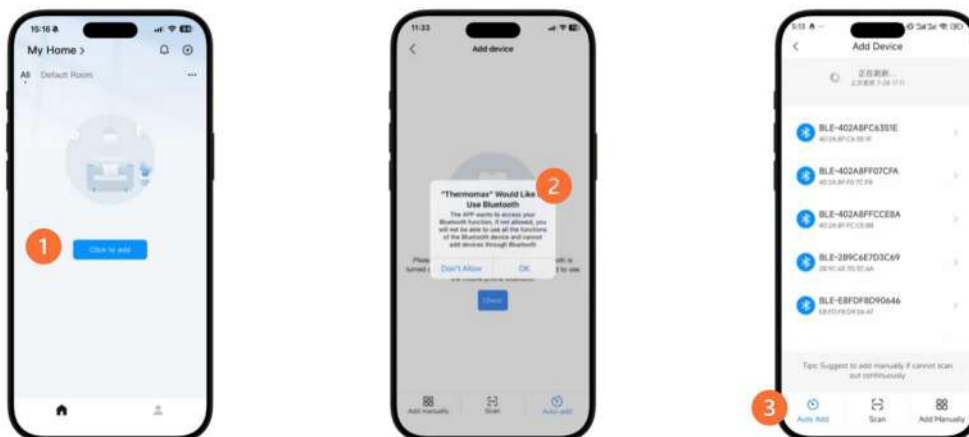 10:16
My Home >
All Default Room
Click to add
1
11:33
Add device
2
"Thermomax" Would Like
Use Bluetooth
The APP wants to access your
Bluetooth function, if not allowed, you
will not be able to use all the functions
of the Bluetooth device and cannot
add devices through Bluetooth
Don't Allow OK
Add manually Scan Auto add
5:13
Add Device
正在刷新...
BLE-402A8FC6351E
BLE-402A8FF07CFA
BLE-402A8FFCCEBA
BLE-289C6E7D3C69
BLE-E8FDF8D90646
Tips: Suggest to add manually if cannot scan
out continuously
3
Auto Add Scan Add Manually